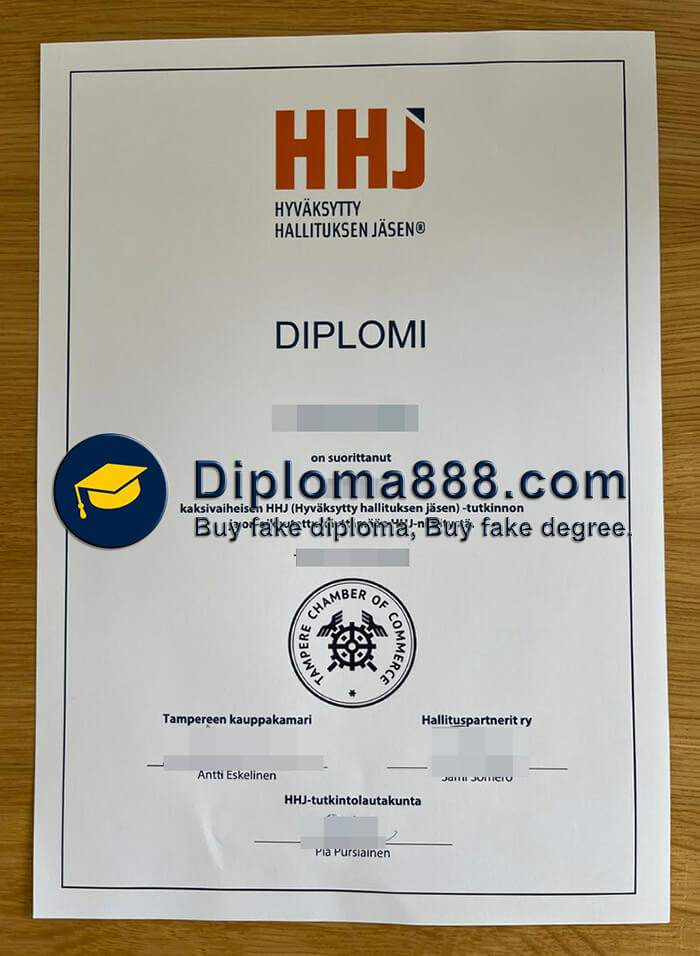 HHJ
HYVÄKSYTTY
HALLITUKSEN JÄSEN®
DIPLOMI
on suorittanut
Diploma888.com
kaksivaiheisen HHJ (Hyväksytty hallituksen jäsen) -tutkinnon
Buy fake diploma, Buy fake degree.
TAMPERE CHAMBER OF COMMERCE
Tampereen kauppakamari
Hallituspartnerit ry
Antti Eskelinen
Sami Somero
HHJ-tutkintolautakunta
Pia Pursiainen